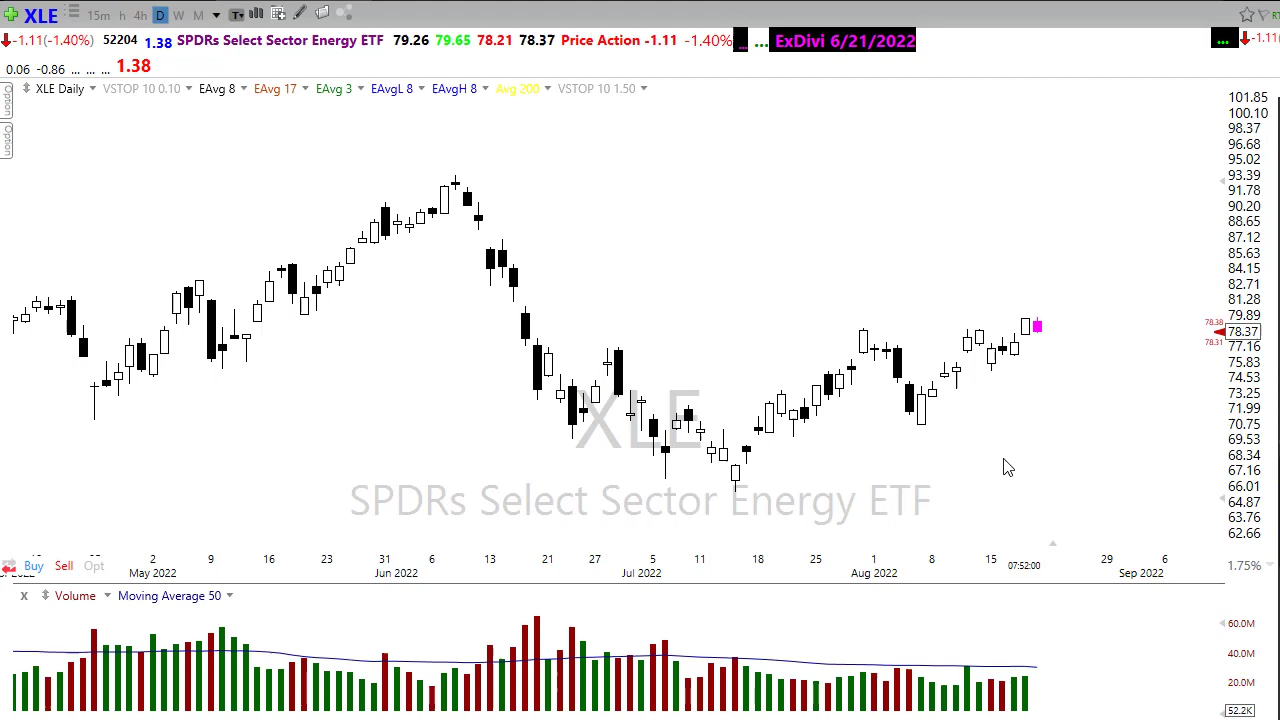 XLE 15m h 4h D W M T
-1.11(-1.40%) 52204 1.38 SPDRs Select Sector Energy ETF 79.26 79.65 78.21 78.37 Price Action -1.11 -1.40% ... ... ExDivi 6/21/2022 ... -1.11(
0.06 -0.86 ... ... ... 1.38
XLE Daily VSTOP 10 0.10 EAvg 8 EAvg 17 EAvg 3 EAvgL 8 EAvgH 8 Avg 200 VSTOP 10 1.50
Option
Option
101.85
100.10
98.37
96.68
95.02
93.39
91.78
90.20
88.65
87.12
85.63
84.15
82.71
81.28
79.89
78.38
78.37
78.31
77.16
75.83
74.53
73.25
71.99
70.75
69.53
68.34
67.16
66.01
64.87
63.76
62.66
XLE
SPDRs Select Sector Energy ETF
2 9 16 23 31 6 13 21 27 5 11 18 25 1 8 15 29 6
Buy Sell Opt 1.75%
May 2022 Jun 2022 Jul 2022 Aug 2022 07:52:00 Sep 2022
X Volume Moving Average 50
60.0M
40.0M
20.0M
52.2K